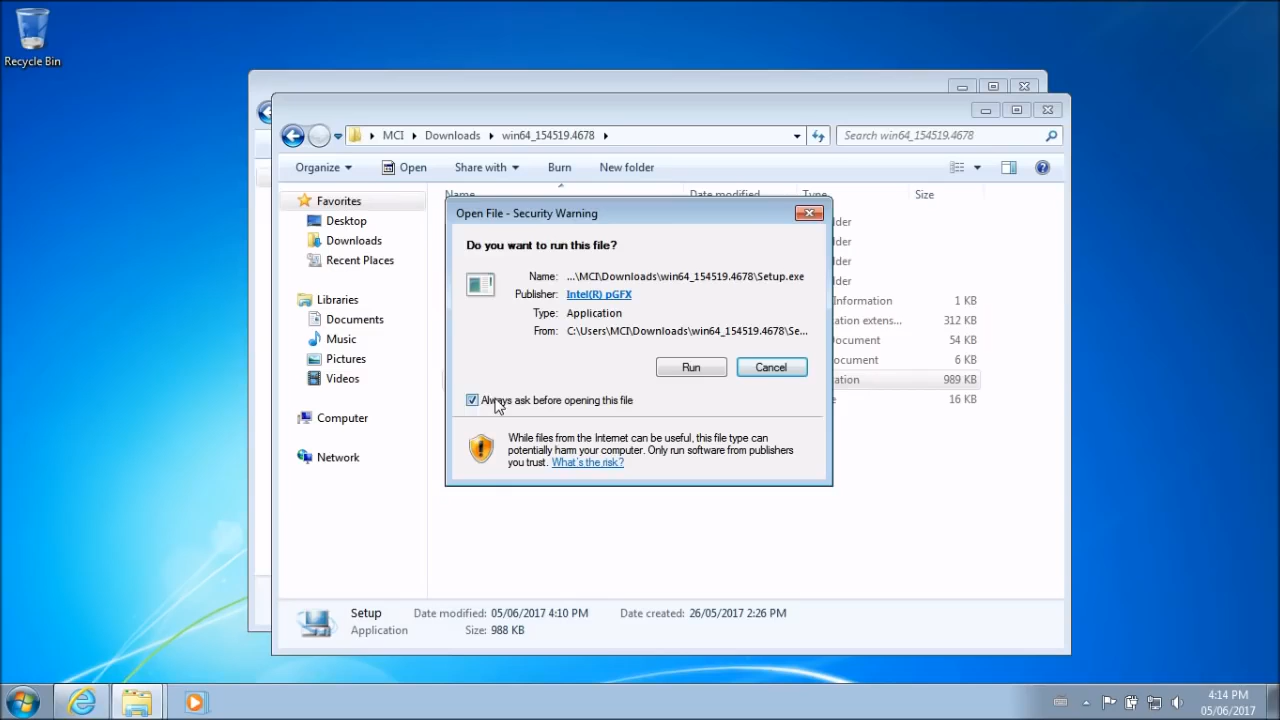 Recycle Bin
MCI
Downloads
win64_154519.4678
Search win64_154519.4678
Organize
Open
Share with
Burn
New folder
Name
Date modified
Type
Size
Favorites
Desktop
Downloads
Recent Places
Libraries
Documents
Music
Pictures
Videos
Computer
Network
Open File - Security Warning
Do you want to run this file?
Name: ...\MCI\Downloads\win64_154519.4678\Setup.exe
Publisher: Intel(R) pGFX
Type: Application
From: C:\Users\MCI\Downloads\win64_154519.4678\Se...
Run
Cancel
Always ask before opening this file
While files from the Internet can be useful, this file type can
potentially harm your computer. Only run software from publishers
you trust. What's the risk?
lder
lder
lder
lder
Information 1 KB
ation extens... 312 KB
ocument 54 KB
ocument 6 KB
ation 989 KB
e 16 KB
Setup Date modified: 05/06/2017 4:10 PM Date created: 26/05/2017 2:26 PM
Application Size: 988 KB
4:14 PM
05/06/2017